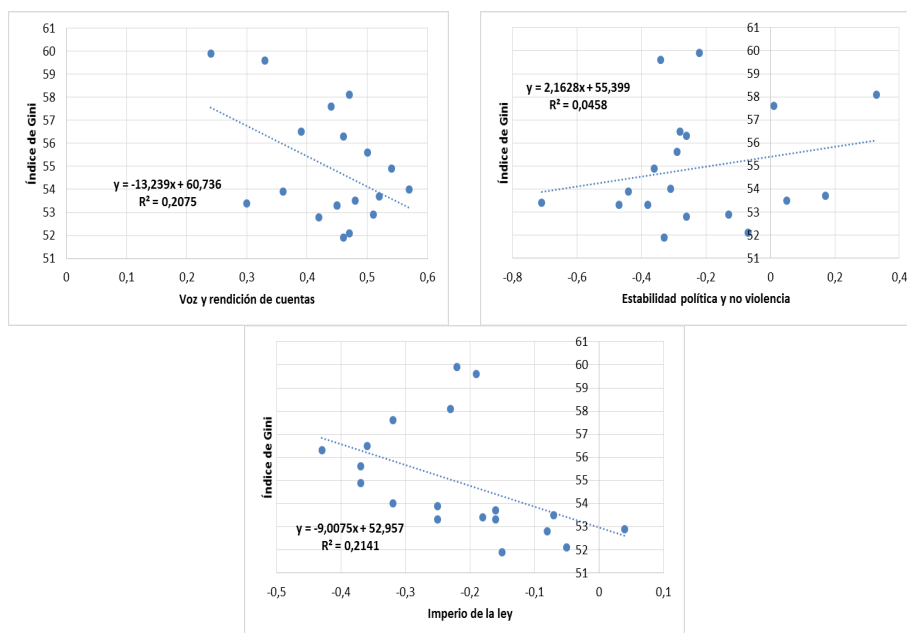 61
60
59
58
57
56
55
54
53
52
51
Índice de Gini
y = -13,239x + 60,736
R² = 0,2075
0 0,1 0,2 0,3 0,4 0,5 0,6
Voz y rendición de cuentas
61
60
59
58
57
56
55
54
53
52
51
Índice de Gini
y = 2,1628x + 55,399
R² = 0,0458
-0,8 -0,6 -0,4 -0,2 0 0,2 0,4
Estabilidad política y no violencia
61
60
59
58
57
56
55
54
53
52
51
Índice de Gini
y = -9,0075x + 52,957
R² = 0,2141
-0,5 -0,4 -0,3 -0,2 -0,1 0 0,1
Imperio de la ley